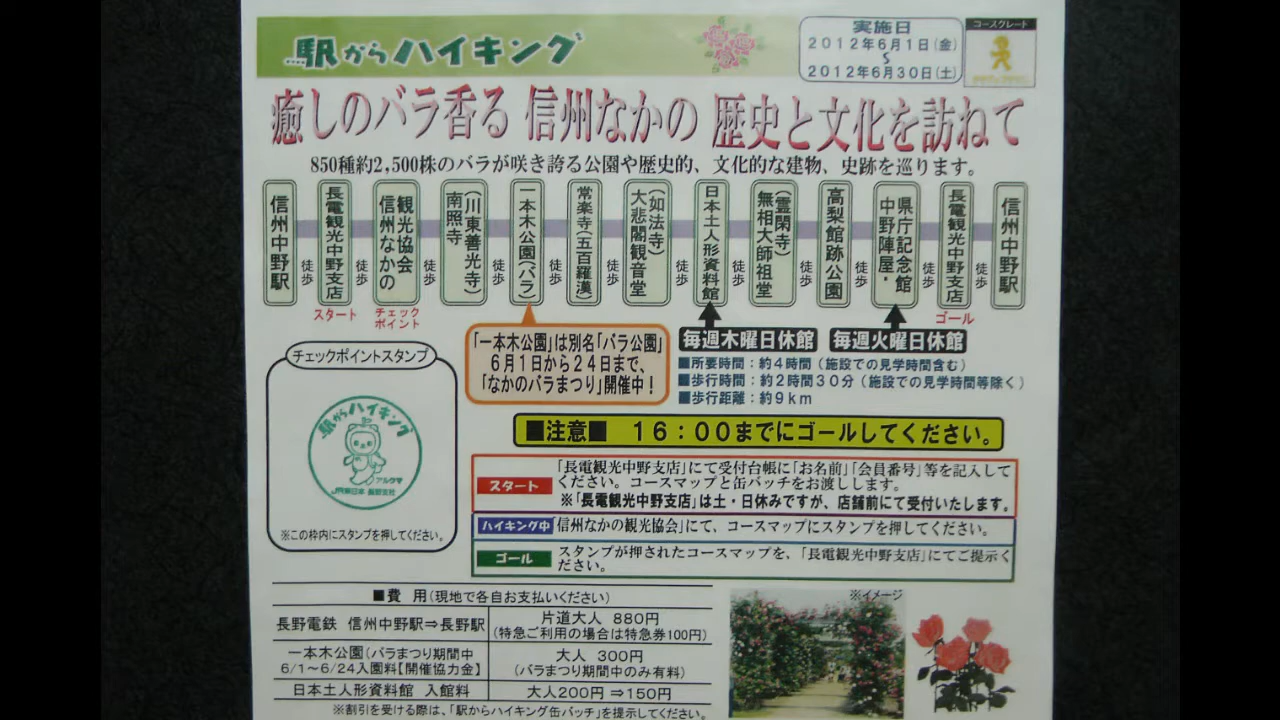 駅からハイキング
実施日
2012年6月1日(金)
～
2012年6月30日(土)
コースグレード
癒しのバラ香る 信州なかの 歴史と文化を訪ねて
850種約2,500株のバラが咲き誇る公園や歴史的、文化的な建物、史跡を巡ります。
信州中野駅
徒歩
長電観光中野支店
スタート
徒歩
信州なかの
観光協会
チェック
ポイント
徒歩
南照寺
(川東善光寺)
徒歩
一本木公園(バラ)
徒歩
常楽寺(五百羅漢)
徒歩
大悲閣観音堂
(如法寺)
徒歩
日本土人形資料館
徒歩
無相大師祖堂
(霊閑寺)
徒歩
高梨館跡公園
徒歩
中野陣屋・
県庁記念館
徒歩
長電観光中野支店
ゴール
徒歩
信州中野駅
「一本木公園」は別名「バラ公園」
6月1日から24日まで、
「なかのバラまつり」開催中！
毎週木曜日休館
毎週火曜日休館
■所要時間：約4時間（施設での見学時間含む）
■歩行時間：約2時間30分（施設での見学時間等除く）
■歩行距離：約9km
チェックポイントスタンプ
駅からハイキング
アルクマ
JR東日本 長野支社
※この枠内にスタンプを押してください。
■注意■ 16：00までにゴールしてください。
スタート
「長電観光中野支店」にて受付台帳に「お名前」「会員番号」等を記入して
ください。コースマップと缶バッチをお渡しします。
※「長電観光中野支店」は土・日休みですが、店舗前にて受付いたします。
ハイキング中
「信州なかの観光協会」にて、コースマップにスタンプを押してください。
ゴール
スタンプが押されたコースマップを、「長電観光中野支店」にてご提示く
ださい。
■費 用(現地で各自お支払いください)
長野電鉄 信州中野駅⇒長野駅
片道大人 880円
(特急ご利用の場合は特急券100円)
一本木公園(バラまつり期間中
6/1～6/24入園料【開催協力金】
大人 300円
(バラまつり期間中のみ有料)
日本土人形資料館 入館料
大人200円 ⇒150円
※割引を受ける際は、「駅からハイキング缶バッチ」を提示してください。
※イメージ